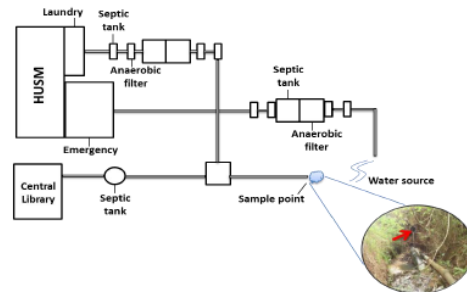 Laundry
Septic
tank
HUSM
Anaerobic
filter
Septic
tank
Anaerobic
filter
Emergency
Water source
Central
Library
Septic
tank
Sample point